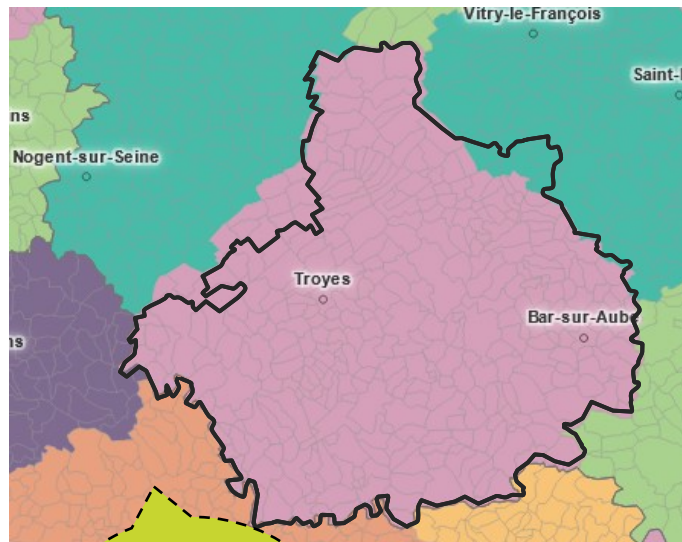 Vitry-le-François
Saint-
ns
Nogent-sur-Seine
Troyes
Bar-sur-Aube
ns